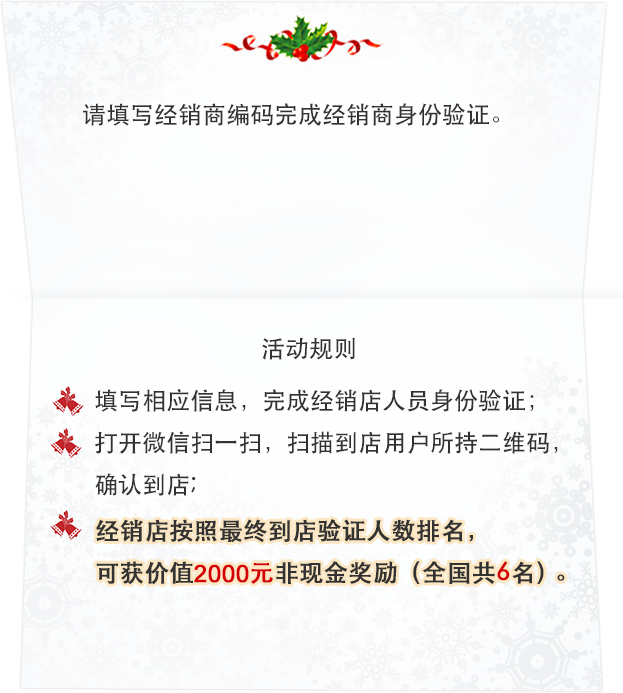 请填写经销商编码完成经销商身份验证。
活动规则
填写相应信息，完成经销店人员身份验证；
打开微信扫一扫，扫描到店用户所持二维码，
确认到店；
经销店按照最终到店验证人数排名，
可获价值2000元非现金奖励（全国共6名）。